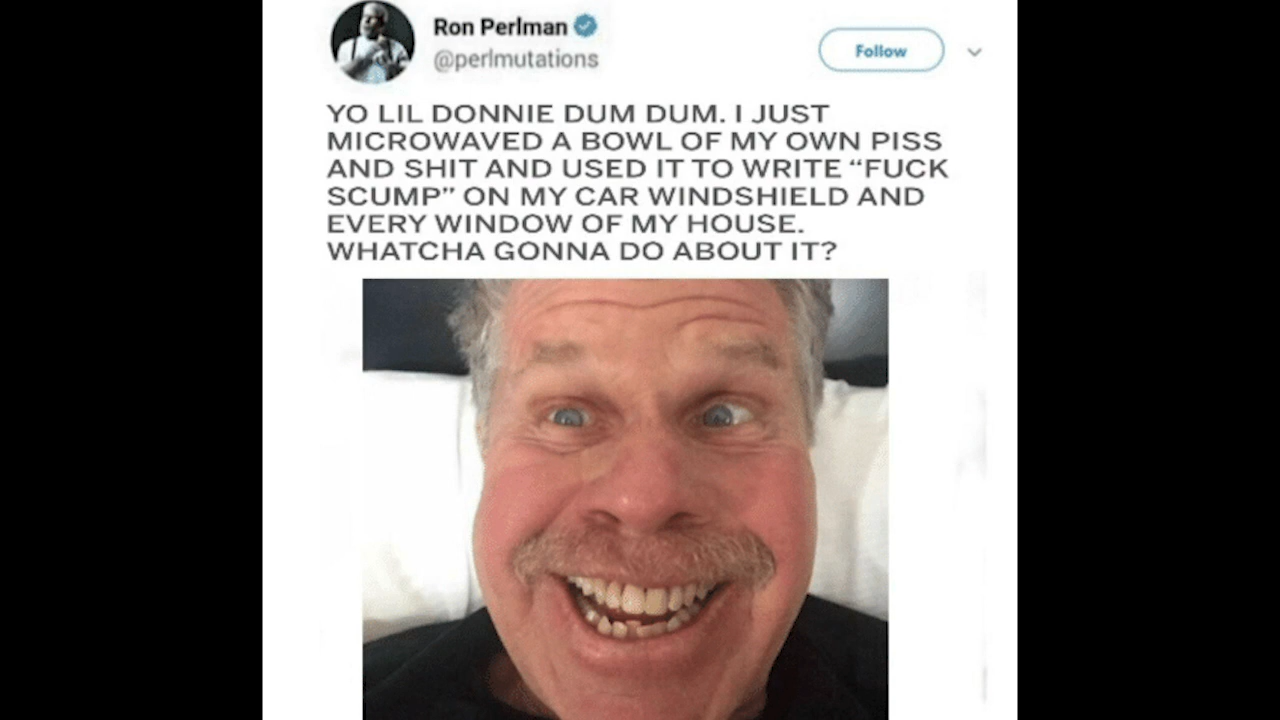 Ron Perlman
@perlmutations
Follow
YO LIL DONNIE DUM DUM. I JUST
MICROWAVED A BOWL OF MY OWN PISS
AND SHIT AND USED IT TO WRITE “FUCK
SCUMP” ON MY CAR WINDSHIELD AND
EVERY WINDOW OF MY HOUSE.
WHATCHA GONNA DO ABOUT IT?